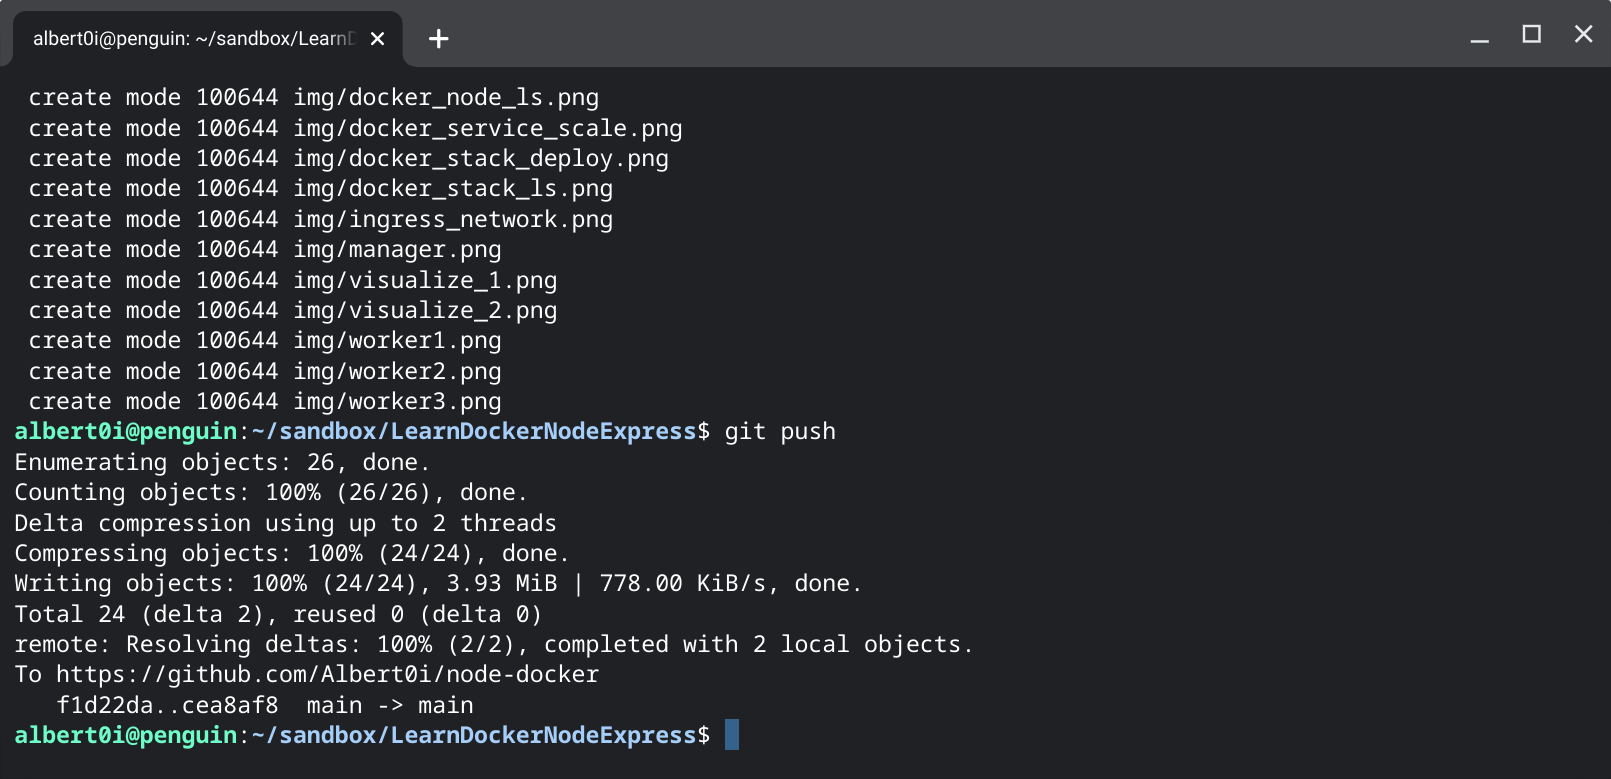 albert0i@penguin: ~/sandbox/LearnD
create mode 100644 img/docker_node_ls.png
create mode 100644 img/docker_service_scale.png
create mode 100644 img/docker_stack_deploy.png
create mode 100644 img/docker_stack_ls.png
create mode 100644 img/ingress_network.png
create mode 100644 img/manager.png
create mode 100644 img/visualize_1.png
create mode 100644 img/visualize_2.png
create mode 100644 img/worker1.png
create mode 100644 img/worker2.png
create mode 100644 img/worker3.png
albert0i@penguin:~/sandbox/LearnDockerNodeExpress$ git push
Enumerating objects: 26, done.
Counting objects: 100% (26/26), done.
Delta compression using up to 2 threads
Compressing objects: 100% (24/24), done.
Writing objects: 100% (24/24), 3.93 MiB | 778.00 KiB/s, done.
Total 24 (delta 2), reused 0 (delta 0)
remote: Resolving deltas: 100% (2/2), completed with 2 local objects.
To https://github.com/Albert0i/node-docker
   f1d22da..cea8af8  main -> main
albert0i@penguin:~/sandbox/LearnDockerNodeExpress$